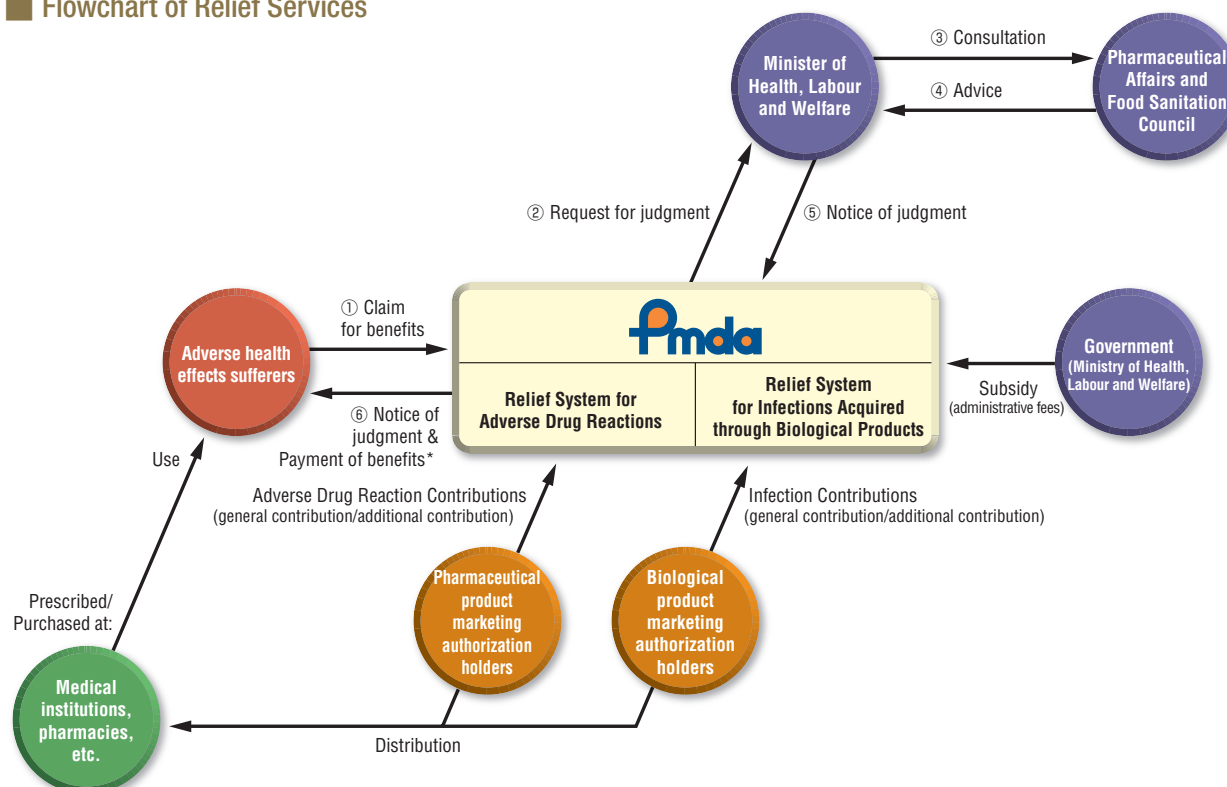 Flowchart of Relief Services
③ Consultation
Minister of
Health, Labour
and Welfare
Pharmaceutical
Affairs and
Food Sanitation
Council
④ Advice
② Request for judgment
⑤ Notice of judgment
① Claim
for benefits
Adverse health
effects sufferers
⑥ Notice of
judgment &
Payment of benefits*
Pmda
Relief System for
Adverse Drug Reactions
Relief System
for Infections Acquired
through Biological Products
Subsidy
(administrative fees)
Government
(Ministry of Health,
Labour and Welfare)
Use
Adverse Drug Reaction Contributions
(general contribution/additional contribution)
Infection Contributions
(general contribution/additional contribution)
Pharmaceutical
product
marketing
authorization
holders
Biological
product
marketing
authorization
holders
Prescribed/
Purchased at:
Medical
institutions,
pharmacies,
etc.
Distribution